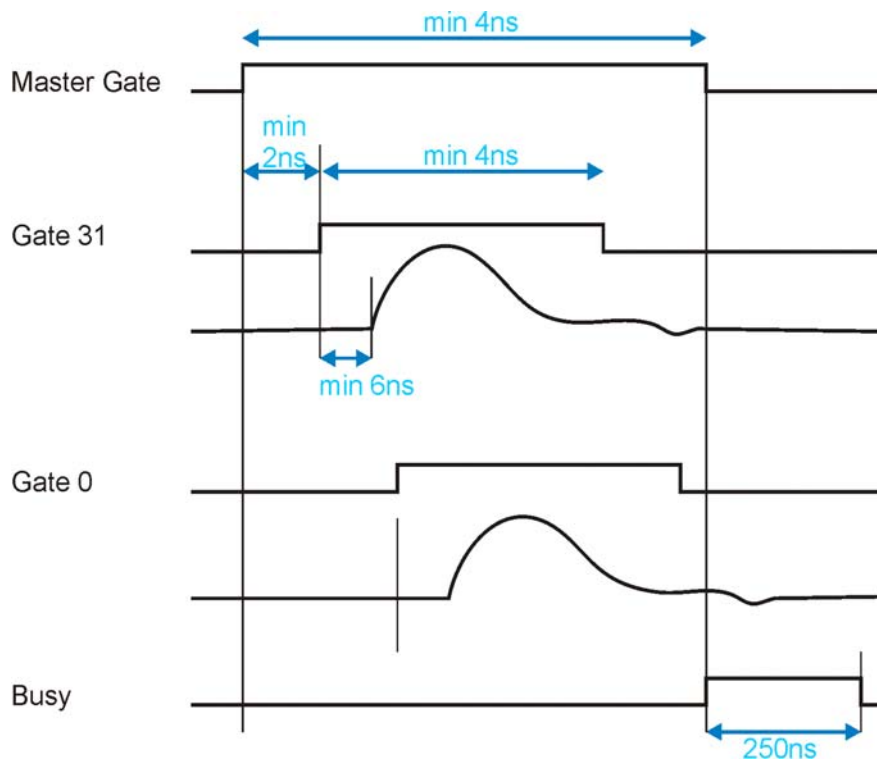 min 4ns
Master Gate
min
2ns
min 4ns
Gate 31
min 6ns
Gate 0
Busy
250ns